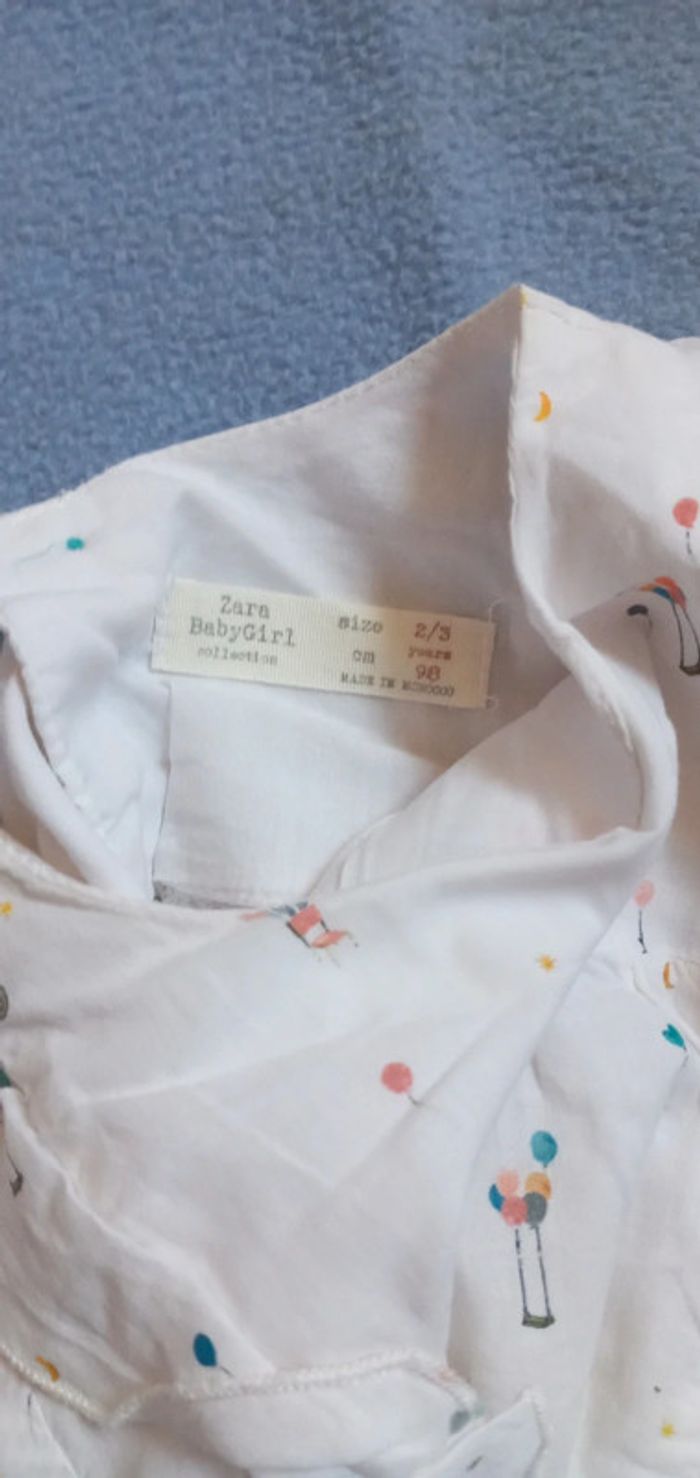 Zara
BabyGirl
collection
size 2/3
years
cm 98
MADE IN MOROCCO